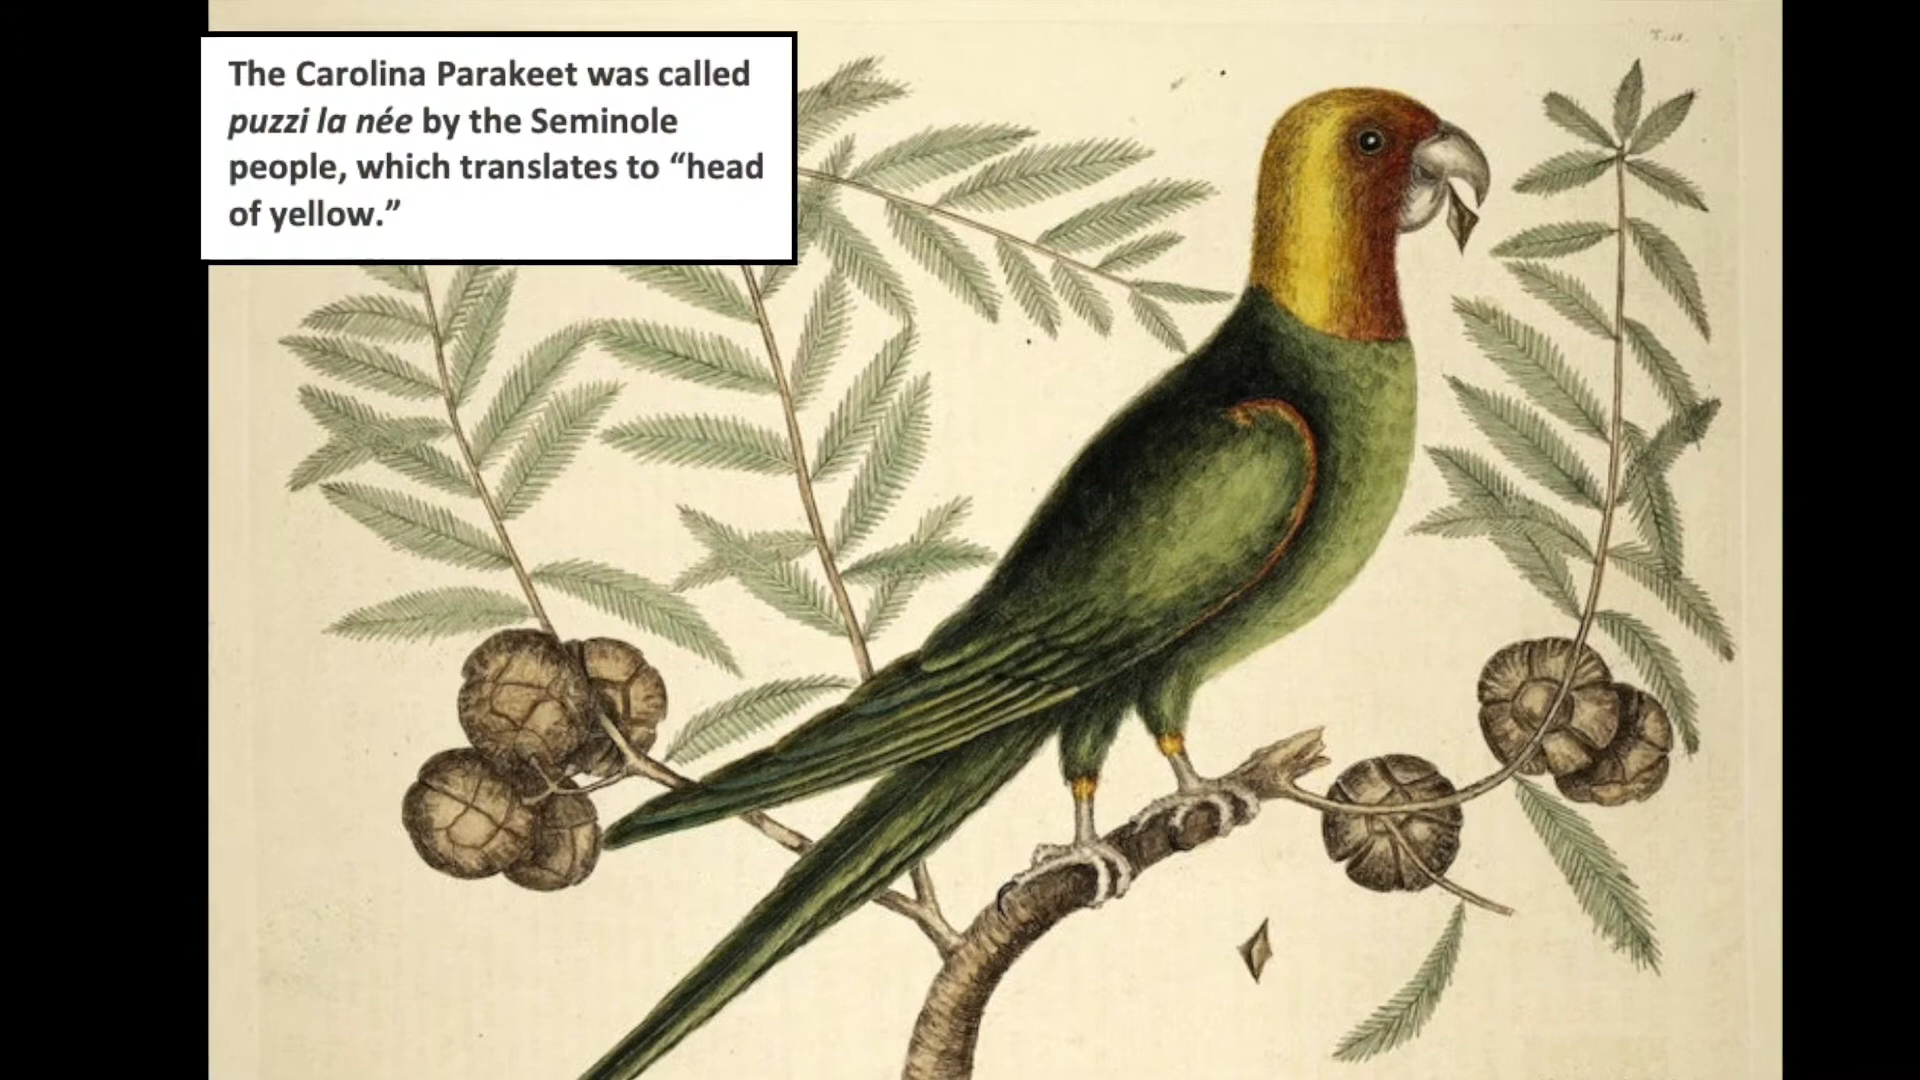 The Carolina Parakeet was called
puzzi la née by the Seminole
people, which translates to “head
of yellow.”